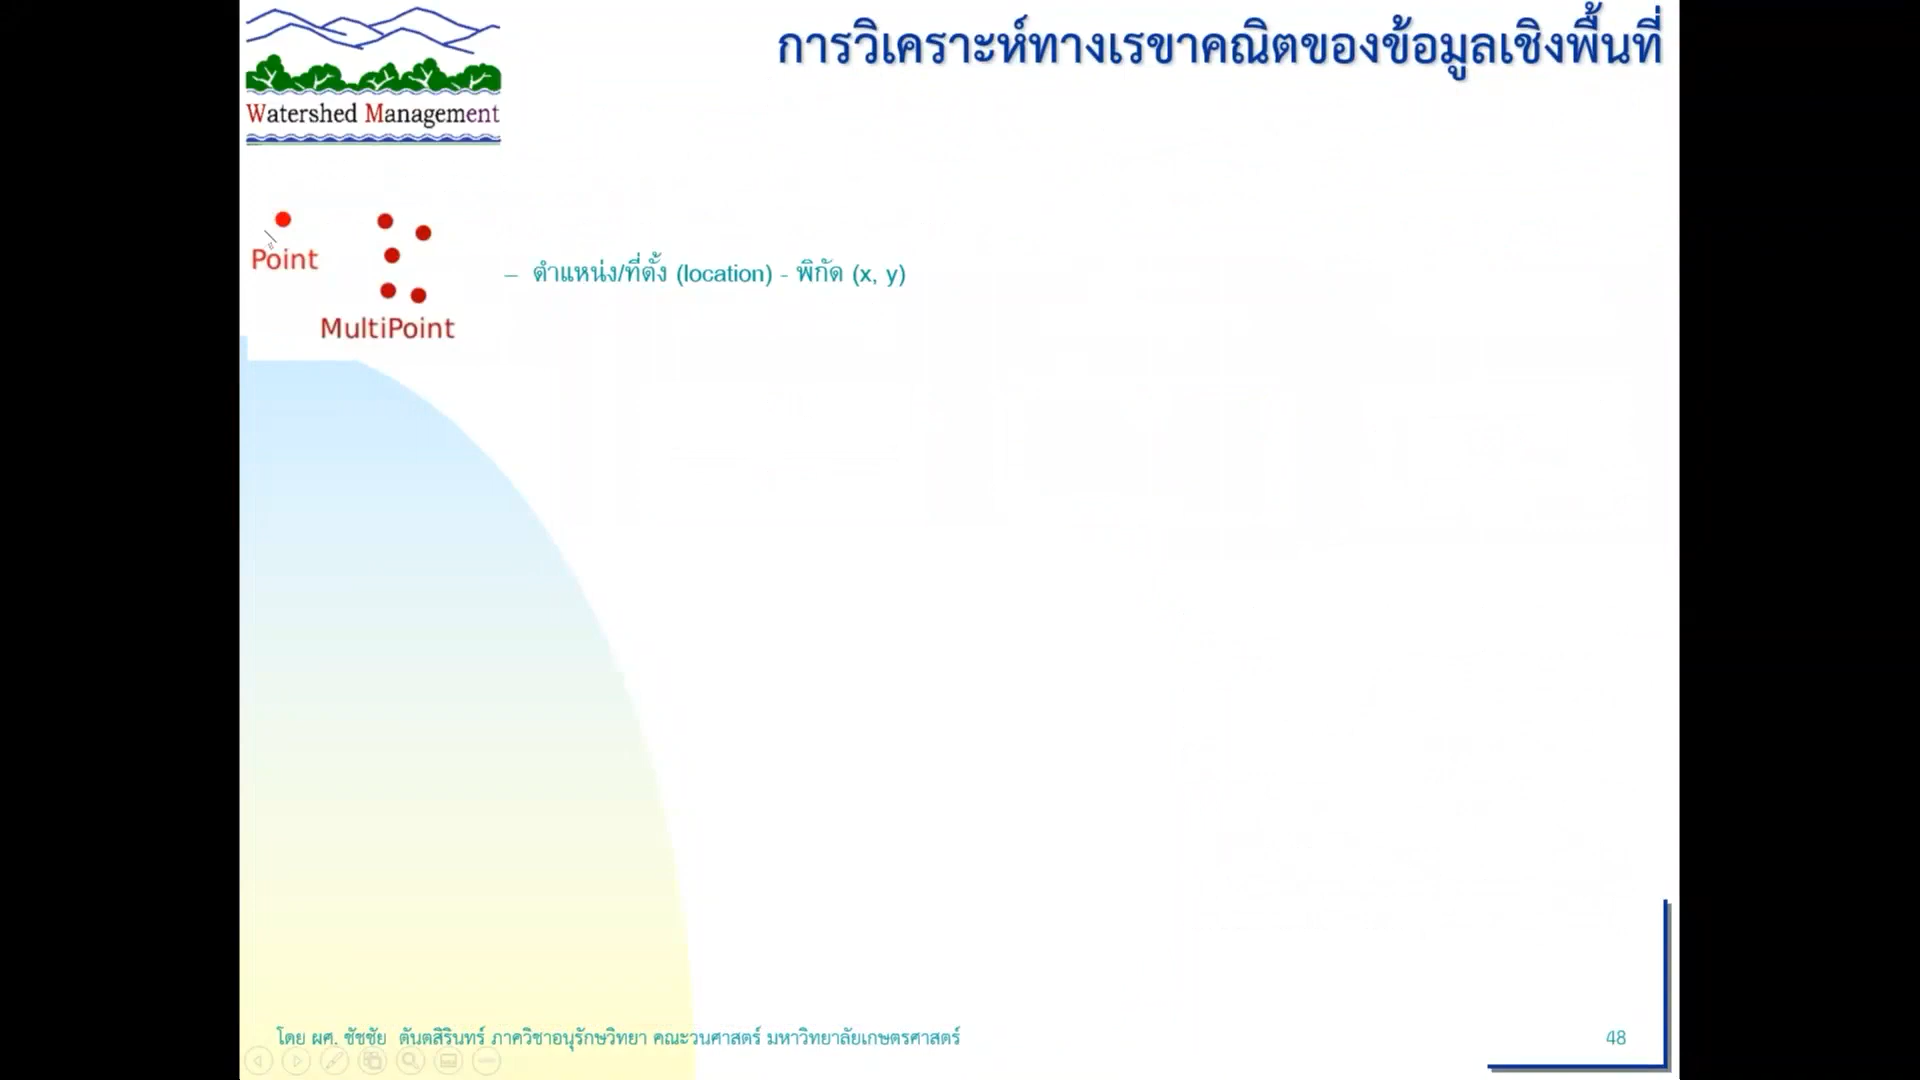 การวิเคราะห์ทางเรขาคณิตของข้อมูลเชิงพื้นที่
Watershed Management
Point
MultiPoint
– ตำแหน่ง/ที่ตั้ง (location) - พิกัด (x, y)
โดย ผศ. ชัชชัย ตันตสิรินทร์ ภาควิชาอนุรักษวิทยา คณะวนศาสตร์ มหาวิทยาลัยเกษตรศาสตร์
48